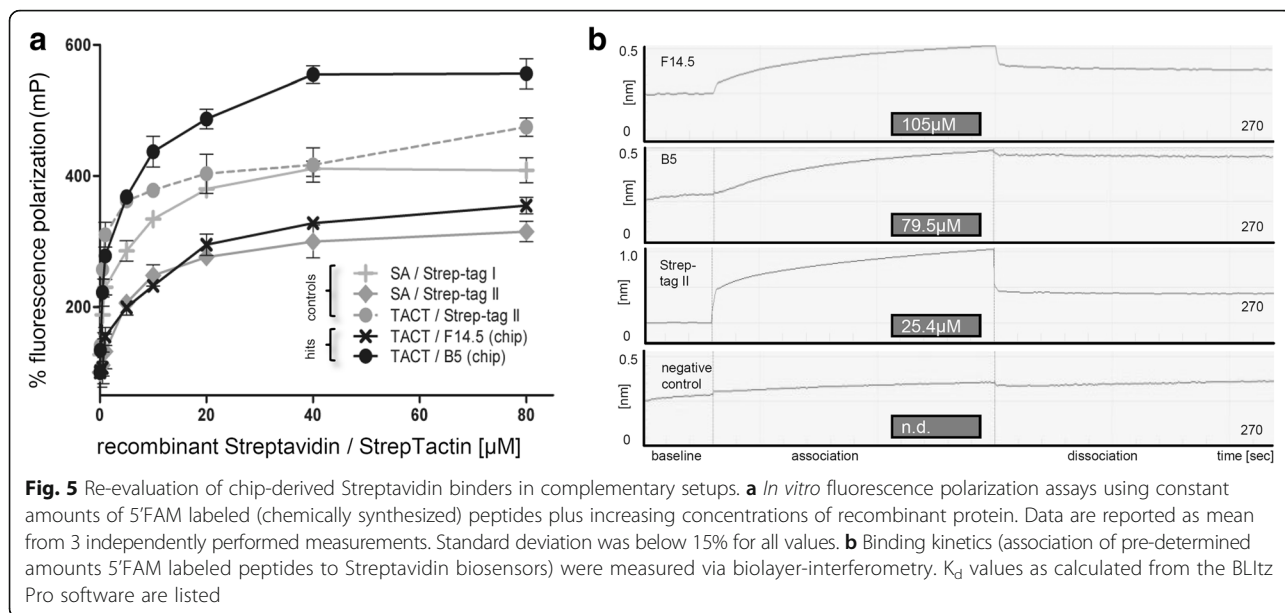 a
% fluorescence polarization (mP)
600
400
200
0
20
40
60
80
recombinant Streptavidin / StrepTactin [µM]
controls
SA / Strep-tag I
SA / Strep-tag II
TACT / Strep-tag II
hits
TACT / F14.5 (chip)
TACT / B5 (chip)
b
0.5
F14.5
[nm]
0
105µM
270
0.5
B5
[nm]
0
79.5µM
270
1.0
Strep-
tag II
[nm]
0
25.4µM
270
0.5
negative
control
[nm]
0
n.d.
270
baseline
association
dissociation
time [sec]
Fig. 5 Re-evaluation of chip-derived Streptavidin binders in complementary setups. a In vitro fluorescence polarization assays using constant
amounts of 5'FAM labeled (chemically synthesized) peptides plus increasing concentrations of recombinant protein. Data are reported as mean
from 3 independently performed measurements. Standard deviation was below 15% for all values. b Binding kinetics (association of pre-determined
amounts 5'FAM labeled peptides to Streptavidin biosensors) were measured via biolayer-interferometry. Kd values as calculated from the BLItz
Pro software are listed